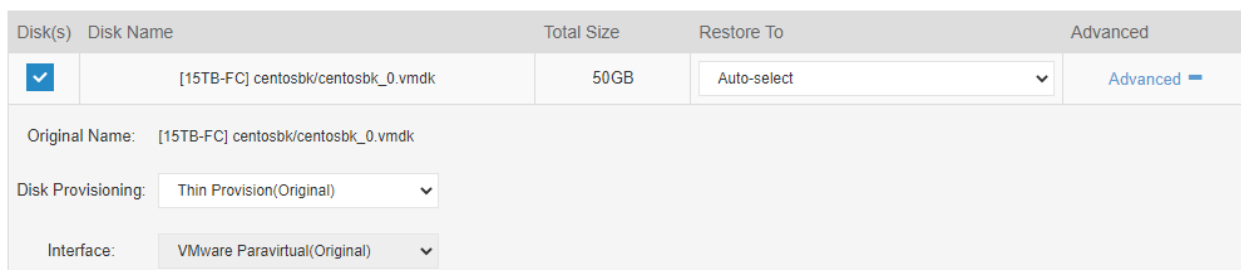 Disk(s) Disk Name Total Size Restore To Advanced
[15TB-FC] centosbk/centosbk_0.vmdk 50GB Auto-select Advanced
Original Name: [15TB-FC] centosbk/centosbk_0.vmdk
Disk Provisioning: Thin Provision(Original)
Interface: VMware Paravirtual(Original)